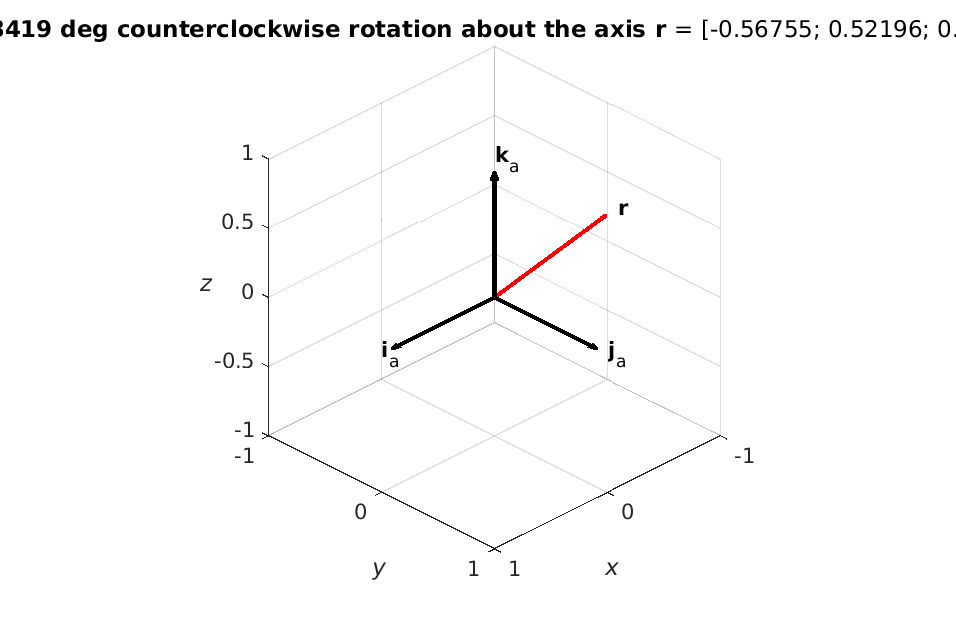 3419 deg counterclockwise rotation about the axis r = [-0.56755; 0.52196; 0.
k a
r
i a
j a
1
0.5
0
-0.5
-1
z
-1
0
1
y
1
0
-1
x